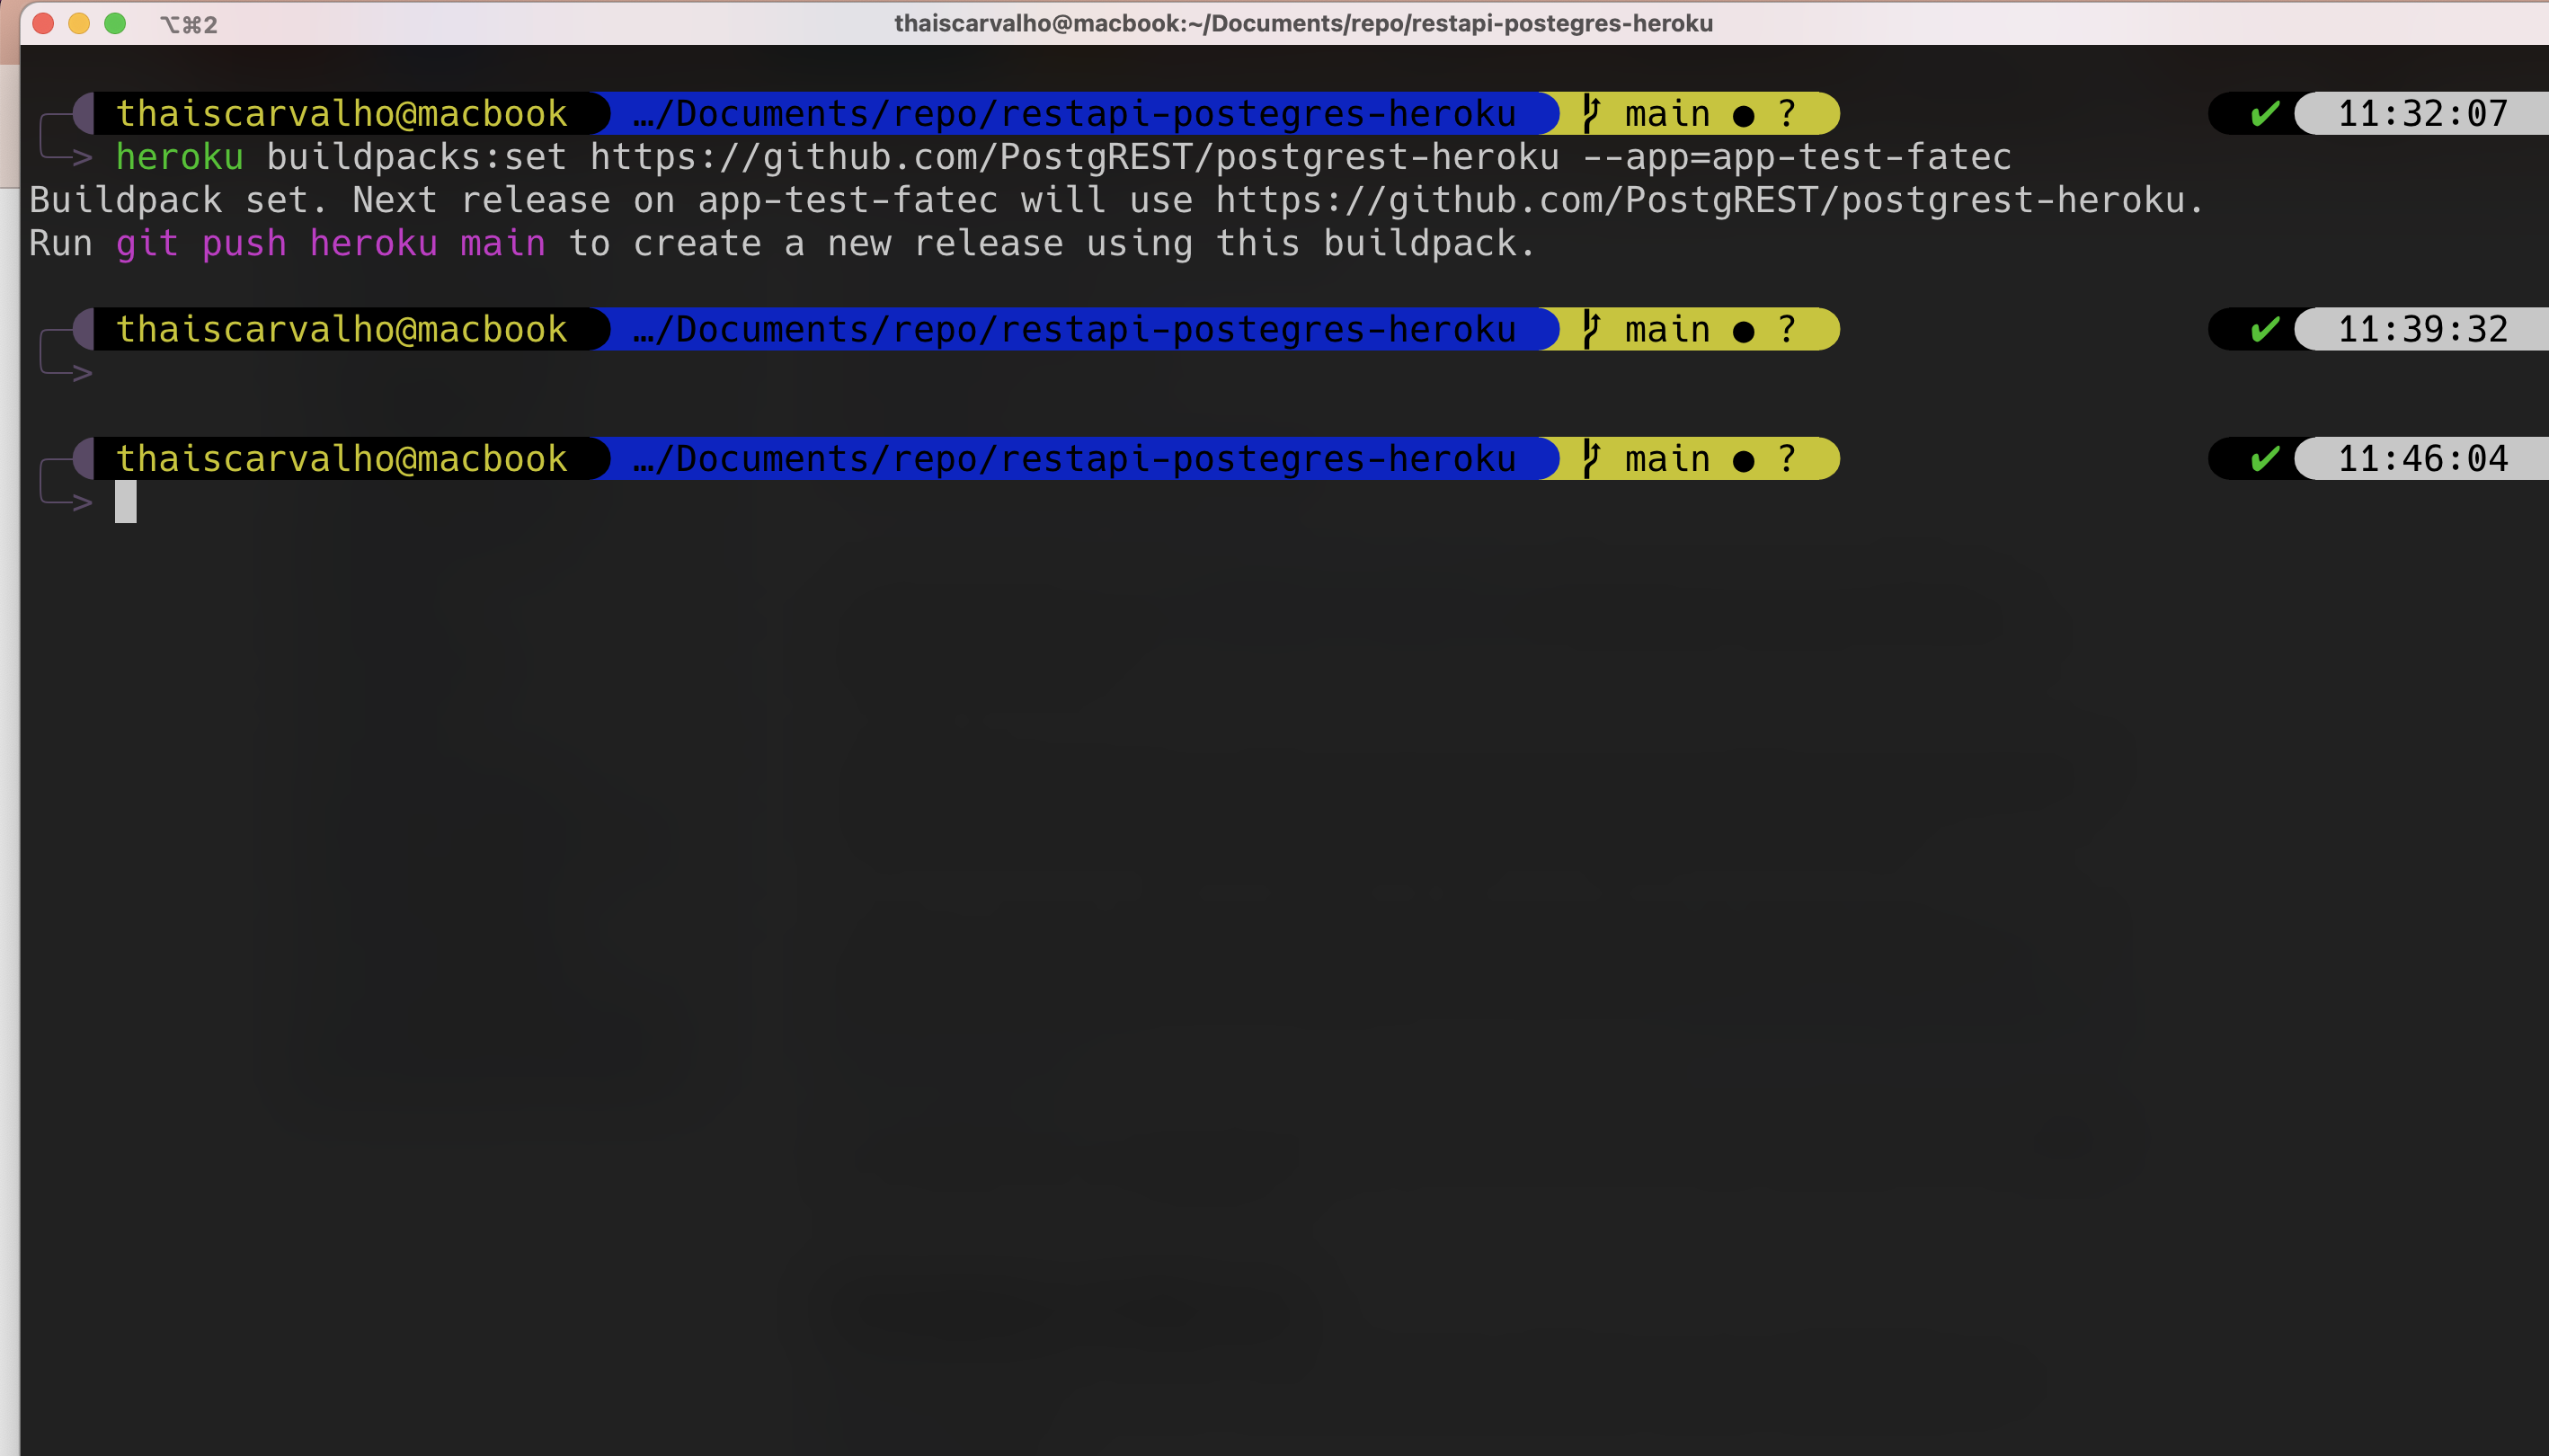 ⌥⌘2 thaiscarvalho@macbook:~/Documents/repo/restapi-postegres-heroku
thaiscarvalho@macbook …/Documents/repo/restapi-postegres-heroku main ● ? ✔ 11:32:07
> heroku buildpacks:set https://github.com/PostgREST/postgrest-heroku --app=app-test-fatec
Buildpack set. Next release on app-test-fatec will use https://github.com/PostgREST/postgrest-heroku.
Run git push heroku main to create a new release using this buildpack.
thaiscarvalho@macbook …/Documents/repo/restapi-postegres-heroku main ● ? ✔ 11:39:32
>
thaiscarvalho@macbook …/Documents/repo/restapi-postegres-heroku main ● ? ✔ 11:46:04
>